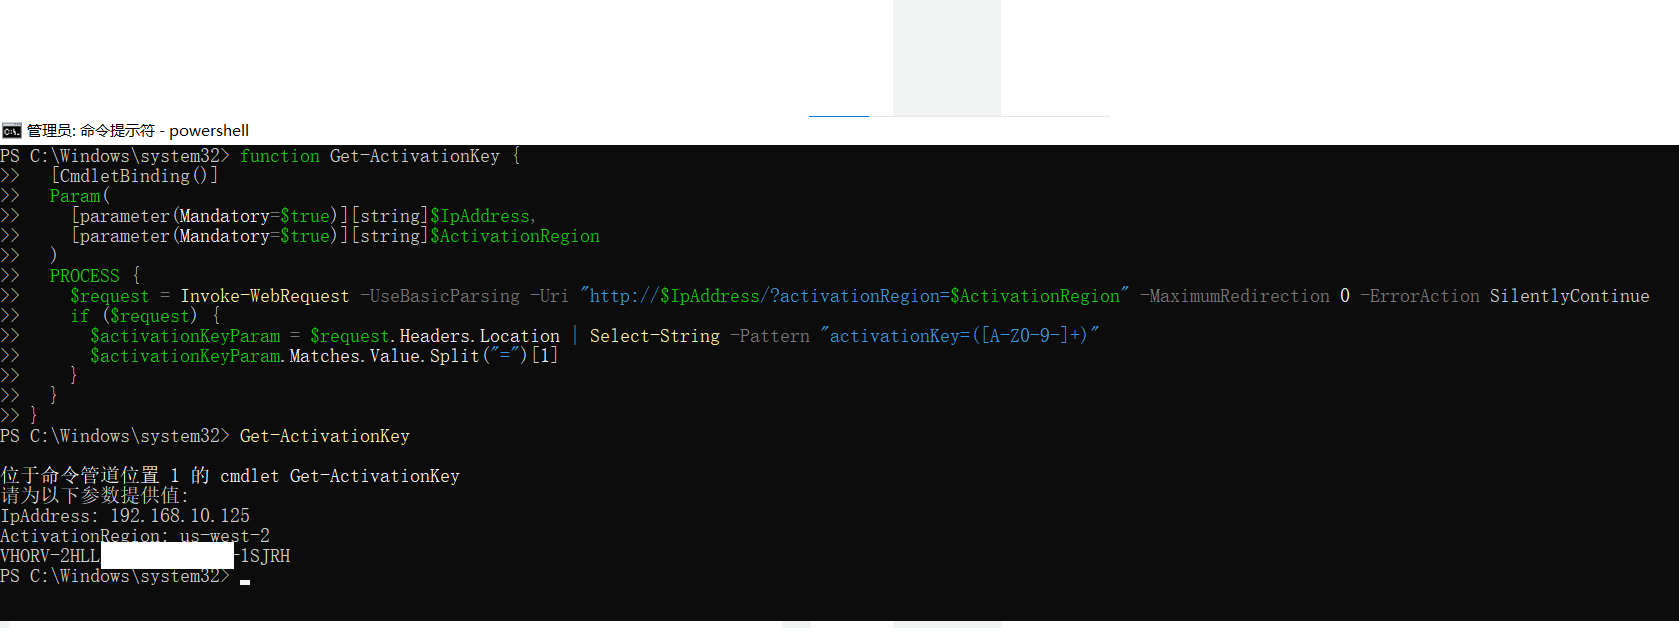 管理员: 命令提示符 - powershell
PS C:\Windows\system32> function Get-ActivationKey {
>>   [CmdletBinding()]
>>   Param(
>>     [parameter(Mandatory=$true)][string]$IpAddress,
>>     [parameter(Mandatory=$true)][string]$ActivationRegion
>>   )
>>   PROCESS {
>>     $request = Invoke-WebRequest -UseBasicParsing -Uri "http://$IpAddress/?activationRegion=$ActivationRegion" -MaximumRedirection 0 -ErrorAction SilentlyContinue
>>     if ($request) {
>>       $activationKeyParam = $request.Headers.Location | Select-String -Pattern "activationKey=([A-Z0-9-]+)"
>>       $activationKeyParam.Matches.Value.Split("=")[1]
>>     }
>>   }
>> }
PS C:\Windows\system32> Get-ActivationKey
位于命令管道位置 1 的 cmdlet Get-ActivationKey
请为以下参数提供值:
IpAddress: 192.168.10.125
ActivationRegion: us-west-2
VHORV-2HLL -1SJRH
PS C:\Windows\system32>